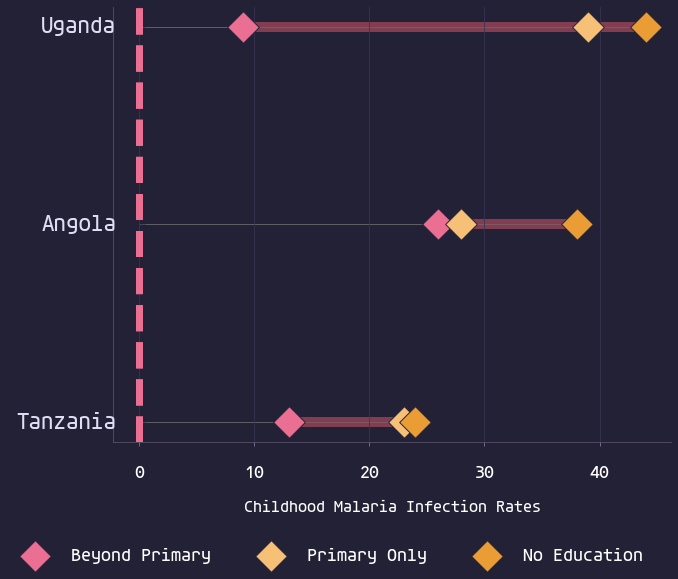 Uganda
Angola
Tanzania
0 10 20 30 40
Childhood Malaria Infection Rates
Beyond Primary Primary Only No Education